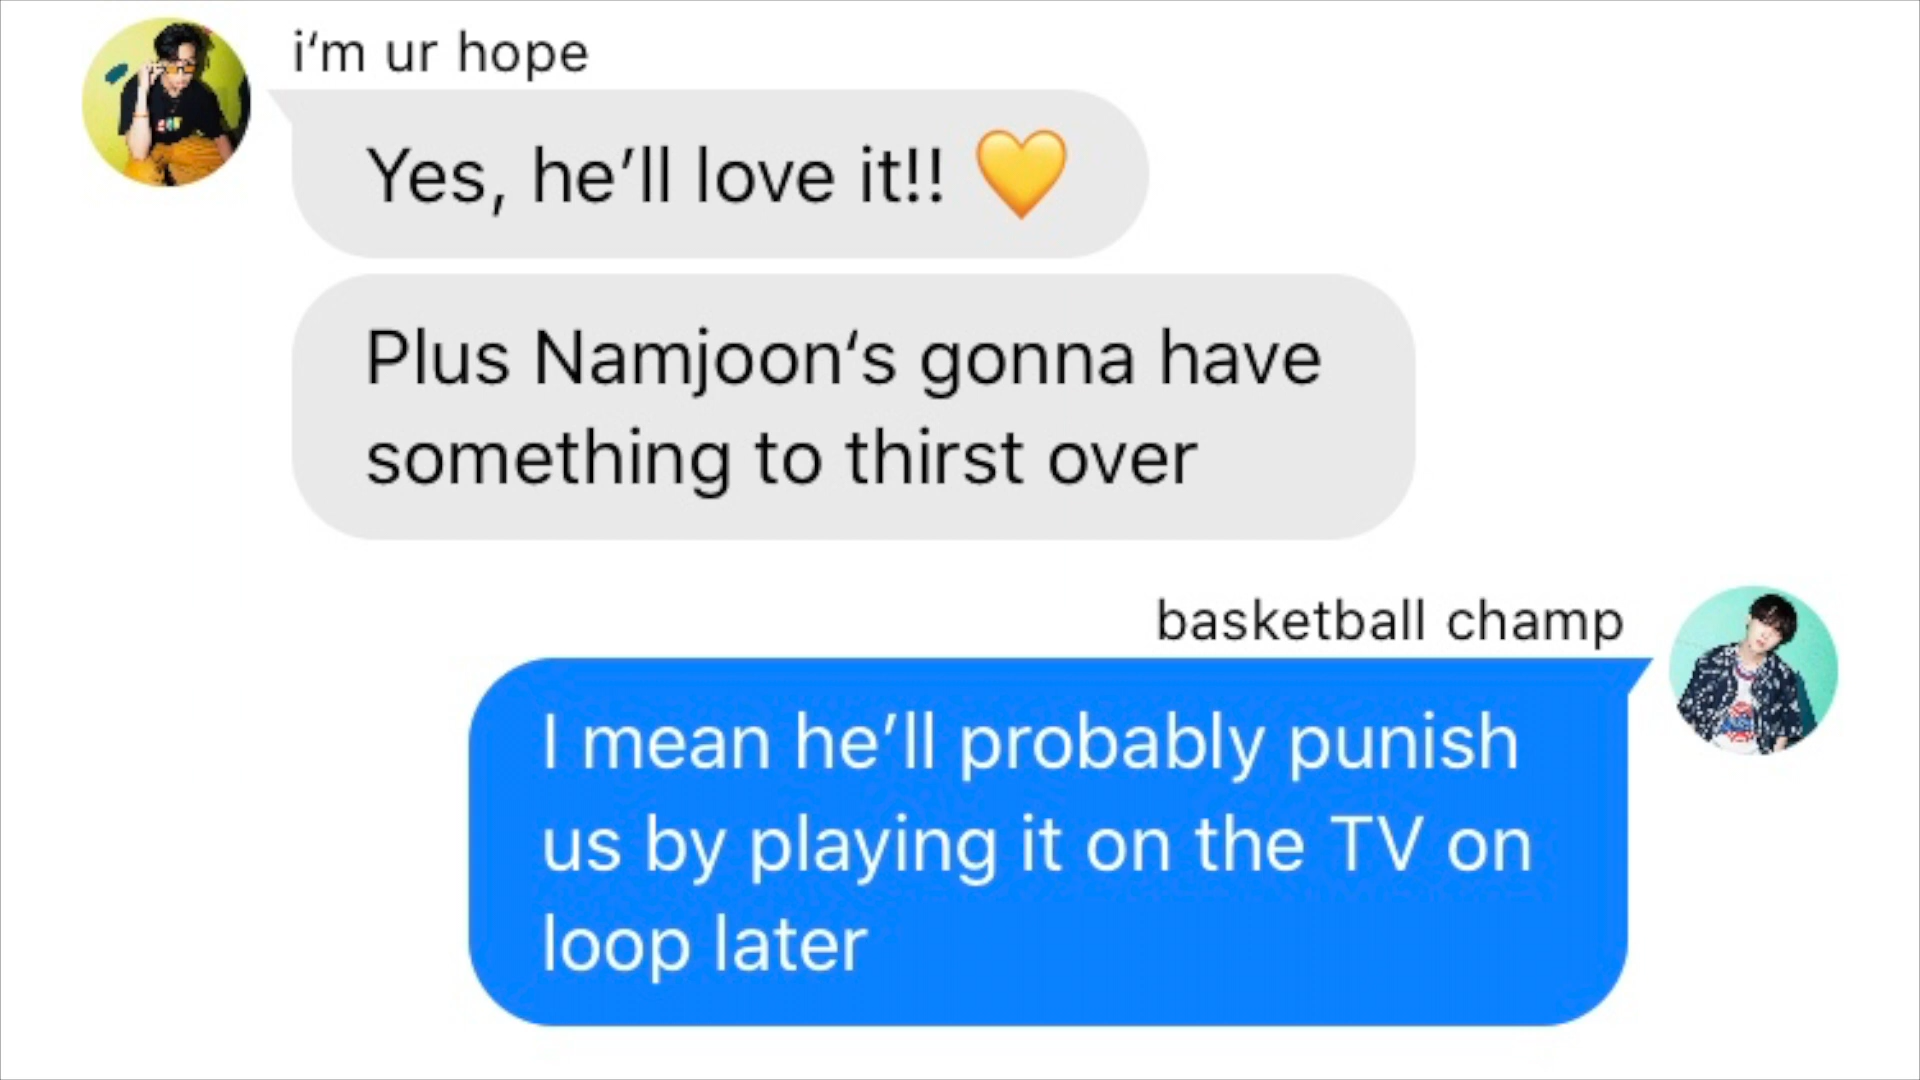 i‘m ur hope
Yes, he’ll love it!! 💛
Plus Namjoon‘s gonna have
something to thirst over
basketball champ
I mean he’ll probably punish
us by playing it on the TV on
loop later